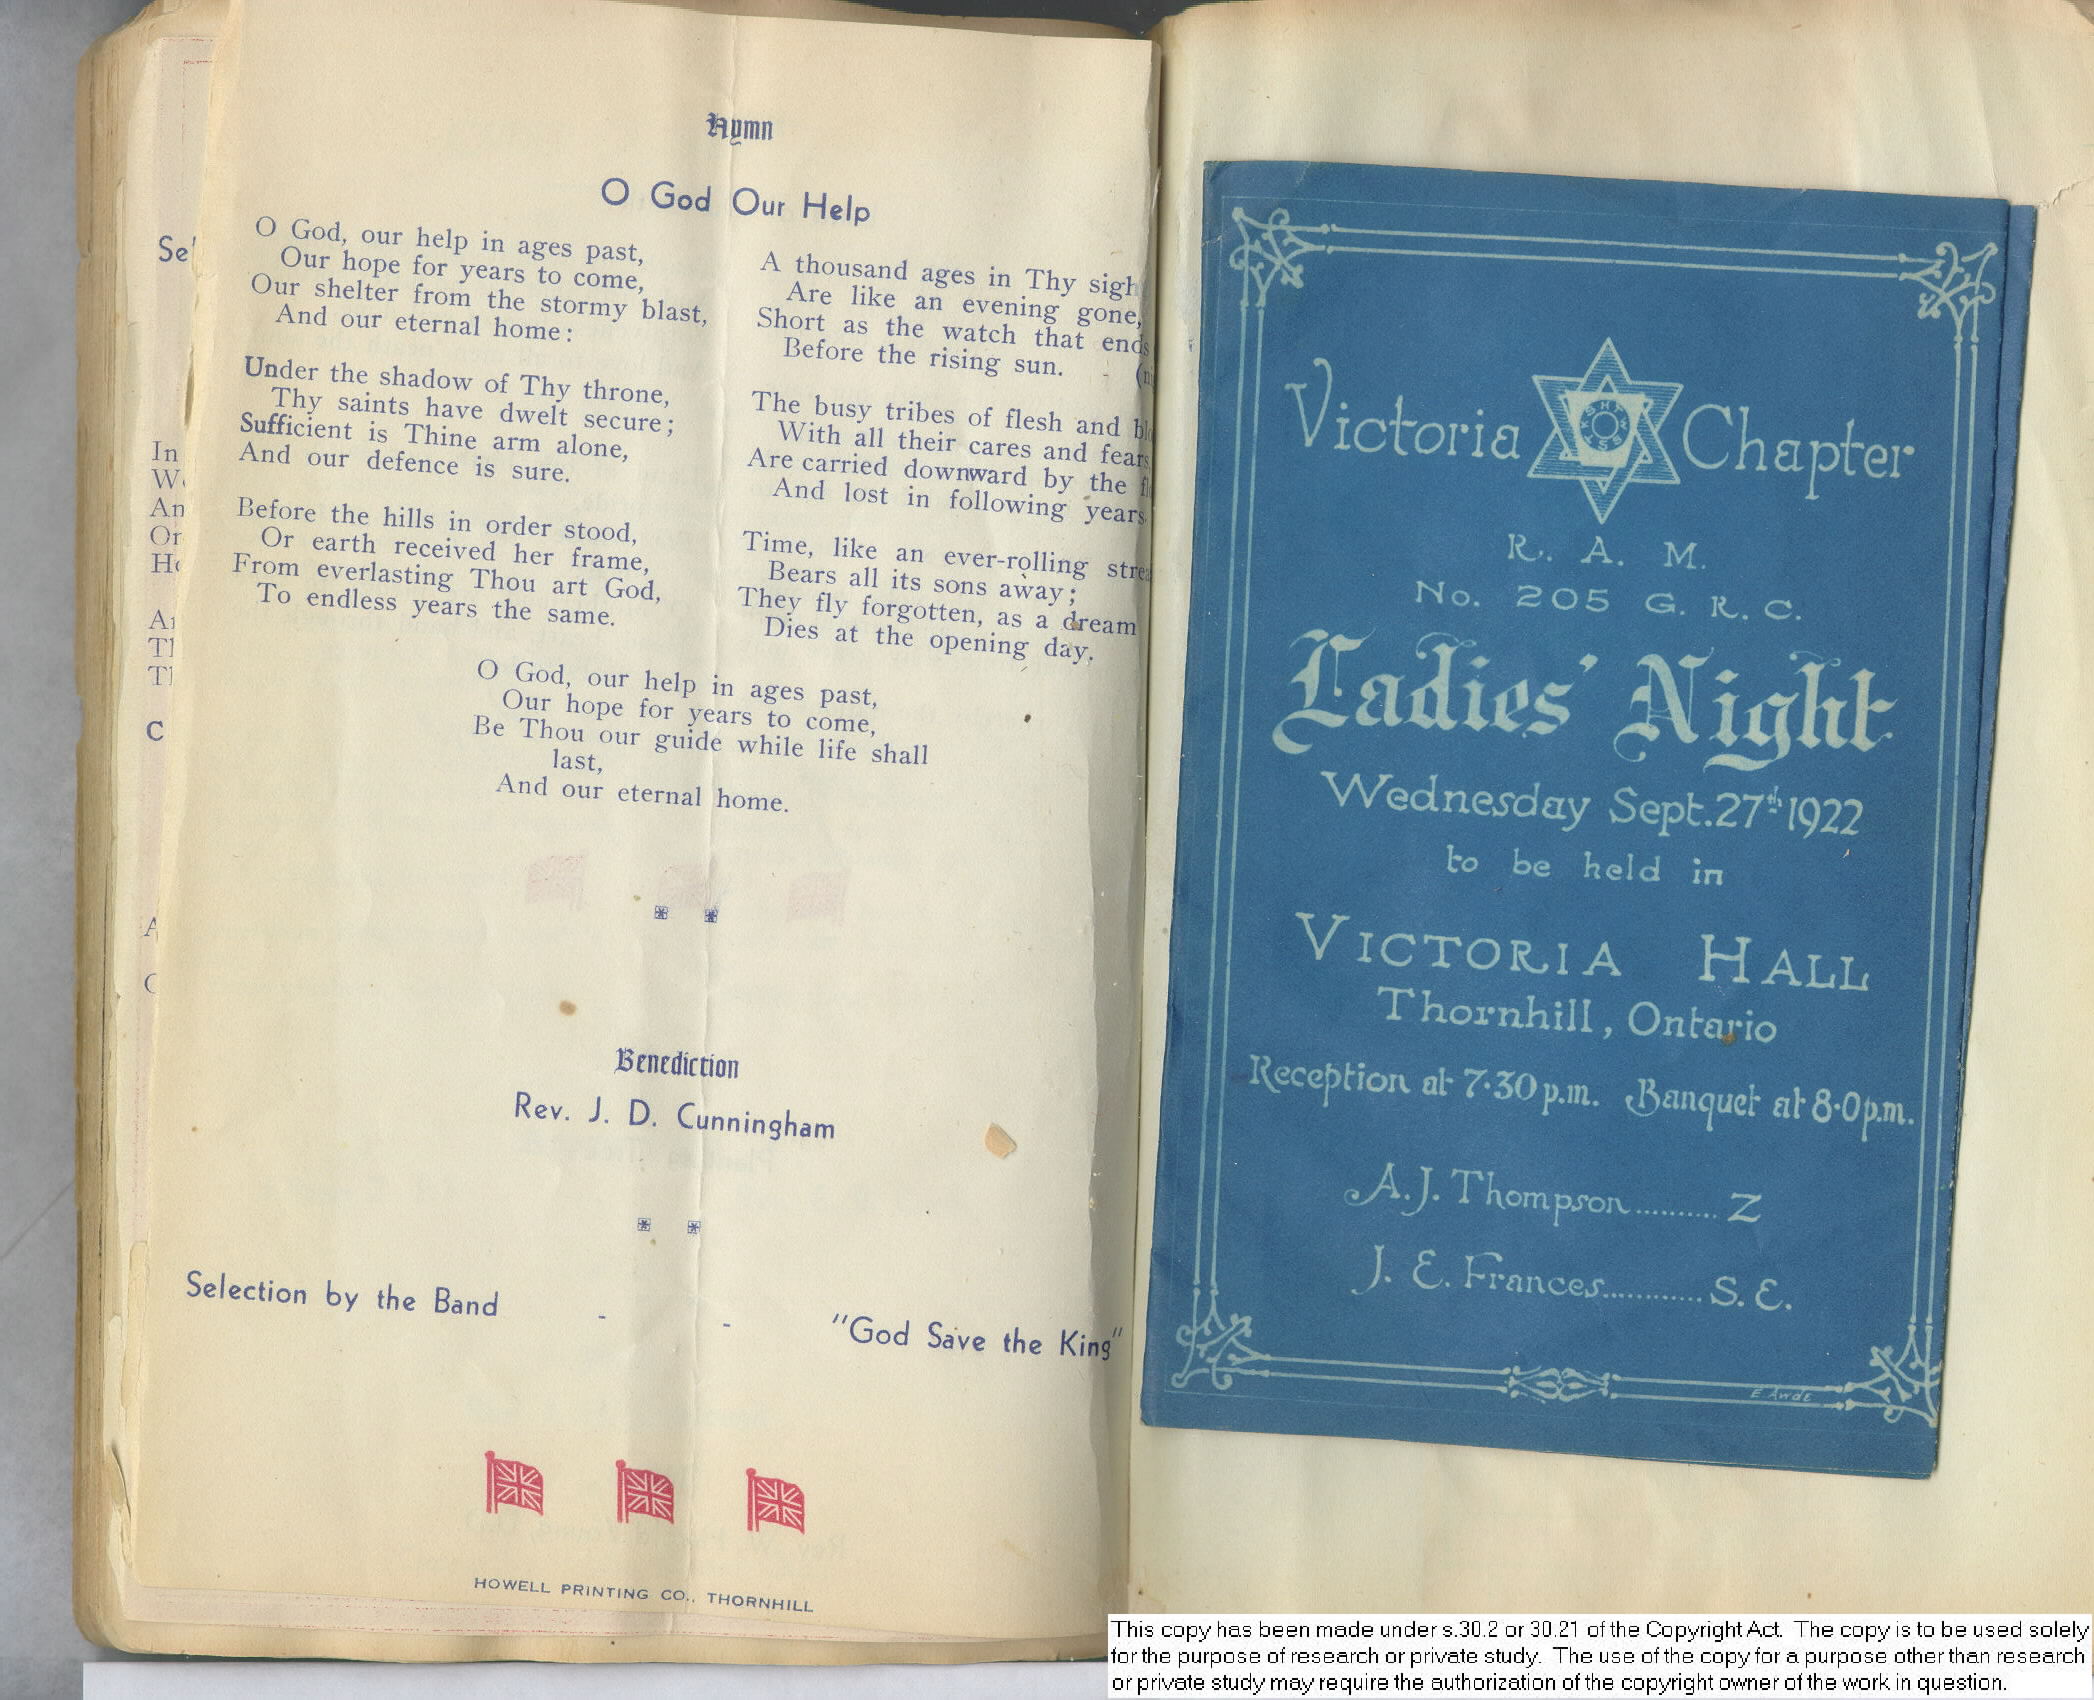 Se
In
W
An
Or
H
A
Tl
Tl
C
A
C
Hymn
O God Our Help
O God, our help in ages past,
Our hope for years to come,
Our shelter from the stormy blast,
And our eternal home:
Under the shadow of Thy throne,
Thy saints have dwelt secure;
Sufficient is Thine arm alone,
And our defence is sure.
Before the hills in order stood,
Or earth received her frame,
From everlasting Thou art God,
To endless years the same.
A thousand ages in Thy sigh
Are like an evening gone,
Short as the watch that ends
Before the rising sun.
The busy tribes of flesh and bl
With all their cares and fears
Are carried downward by the fl
And lost in following years
Time, like an ever-rolling strea
Bears all its sons away;
They fly forgotten, as a dream
Dies at the opening day.
O God, our help in ages past,
Our hope for years to come,
Be Thou our guide while life shall
last,
And our eternal home.
Benediction
Rev. J. D. Cunningham
Selection by the Band - - "God Save the King"
HOWELL PRINTING CO., THORNHILL
Victoria Chapter
H T W S S T K S
R. A. M.
No. 205 G. R. C.
Ladies' Night
Wednesday Sept. 27th 1922
to be held in
VICTORIA HALL
Thornhill, Ontario
Reception at 7.30 p.m. Banquet at 8.0 p.m.
A. J. Thompson .......... Z
J. E. Frances ............ S. E.
E. Awde
This copy has been made under s.30.2 or 30.21 of the Copyright Act. The copy is to be used solely
for the purpose of research or private study. The use of the copy for a purpose other than research
or private study may require the authorization of the copyright owner of the work in question.